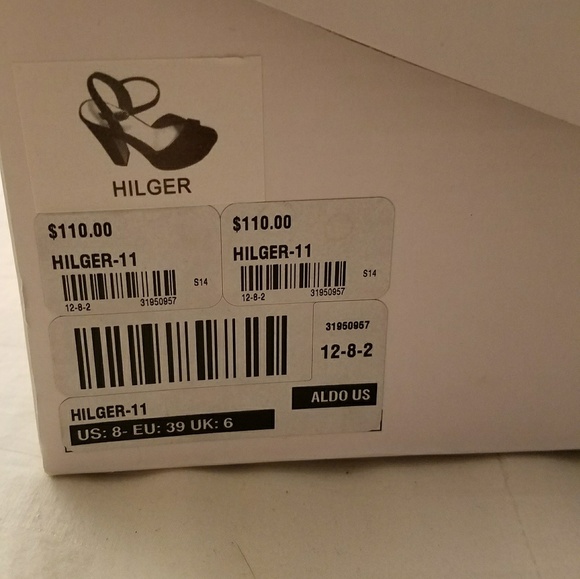 HILGER
$110.00
HILGER-11
S14
12-8-2 31950957
$110.00
HILGER-11
S14
12-8-2 31950957
31950957
12-8-2
ALDO US
HILGER-11
US: 8- EU: 39 UK: 6